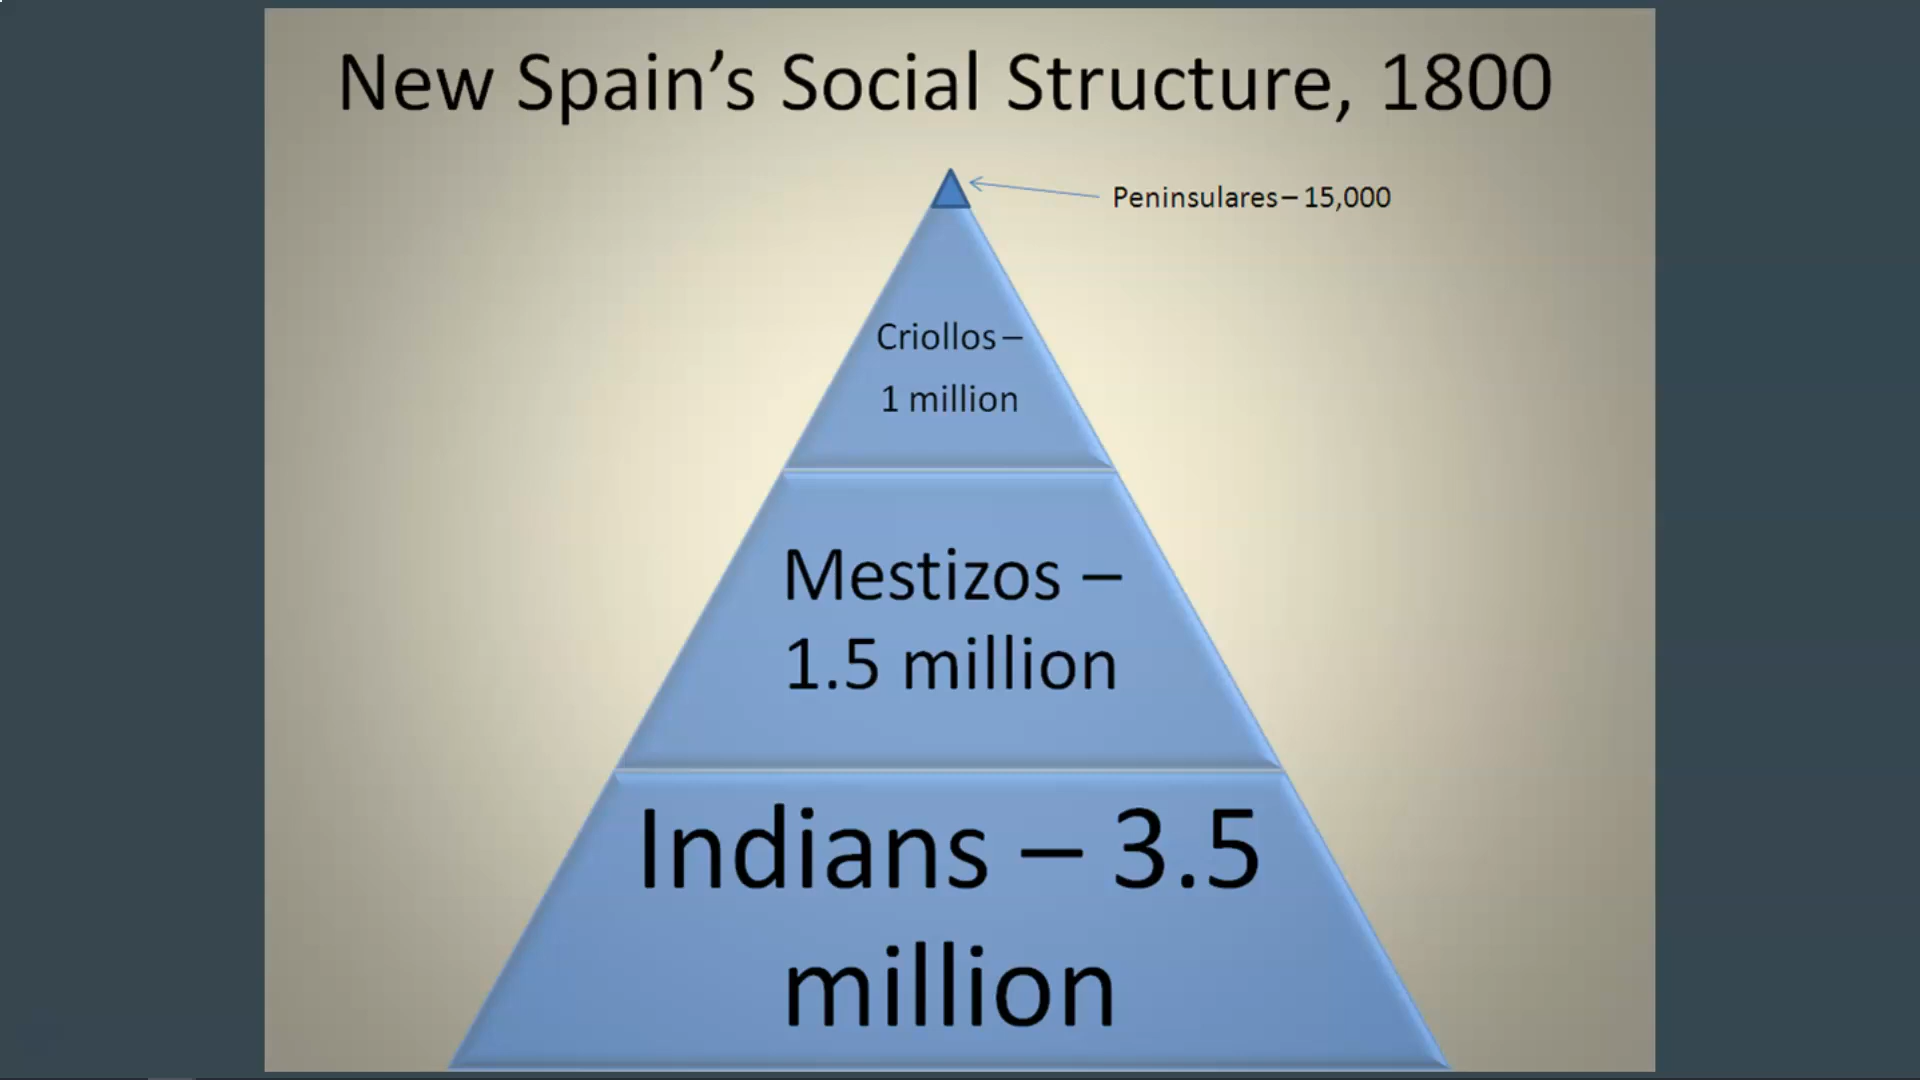 New Spain’s Social Structure, 1800
Peninsulares – 15,000
Criollos –
1 million
Mestizos –
1.5 million
Indians – 3.5
million